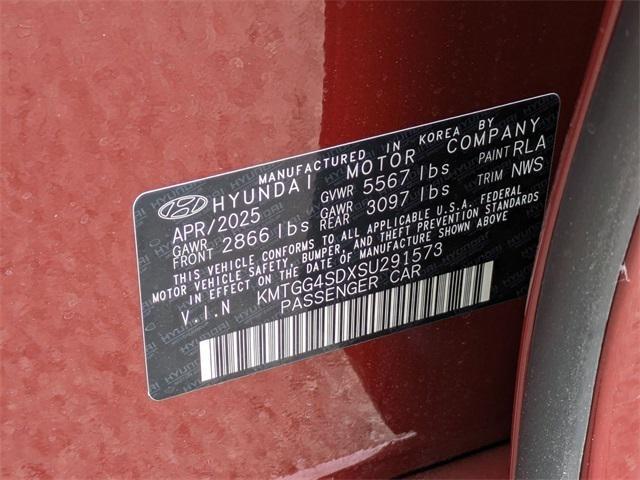 MANUFACTURED IN KOREA BY
HYUNDAI MOTOR COMPANY
APR/2025 GVWR 5567 lbs PAINT RLA
GAWR FRONT 2866 lbs GAWR REAR 3097 lbs TRIM NWS
THIS VEHICLE CONFORMS TO ALL APPLICABLE U.S.A. FEDERAL
MOTOR VEHICLE SAFETY, BUMPER, AND THEFT PREVENTION STANDARDS
IN EFFECT ON THE DATE OF MANUFACTURE SHOWN ABOVE
V.I.N KMTGG4SDXSU291573
PASSENGER CAR